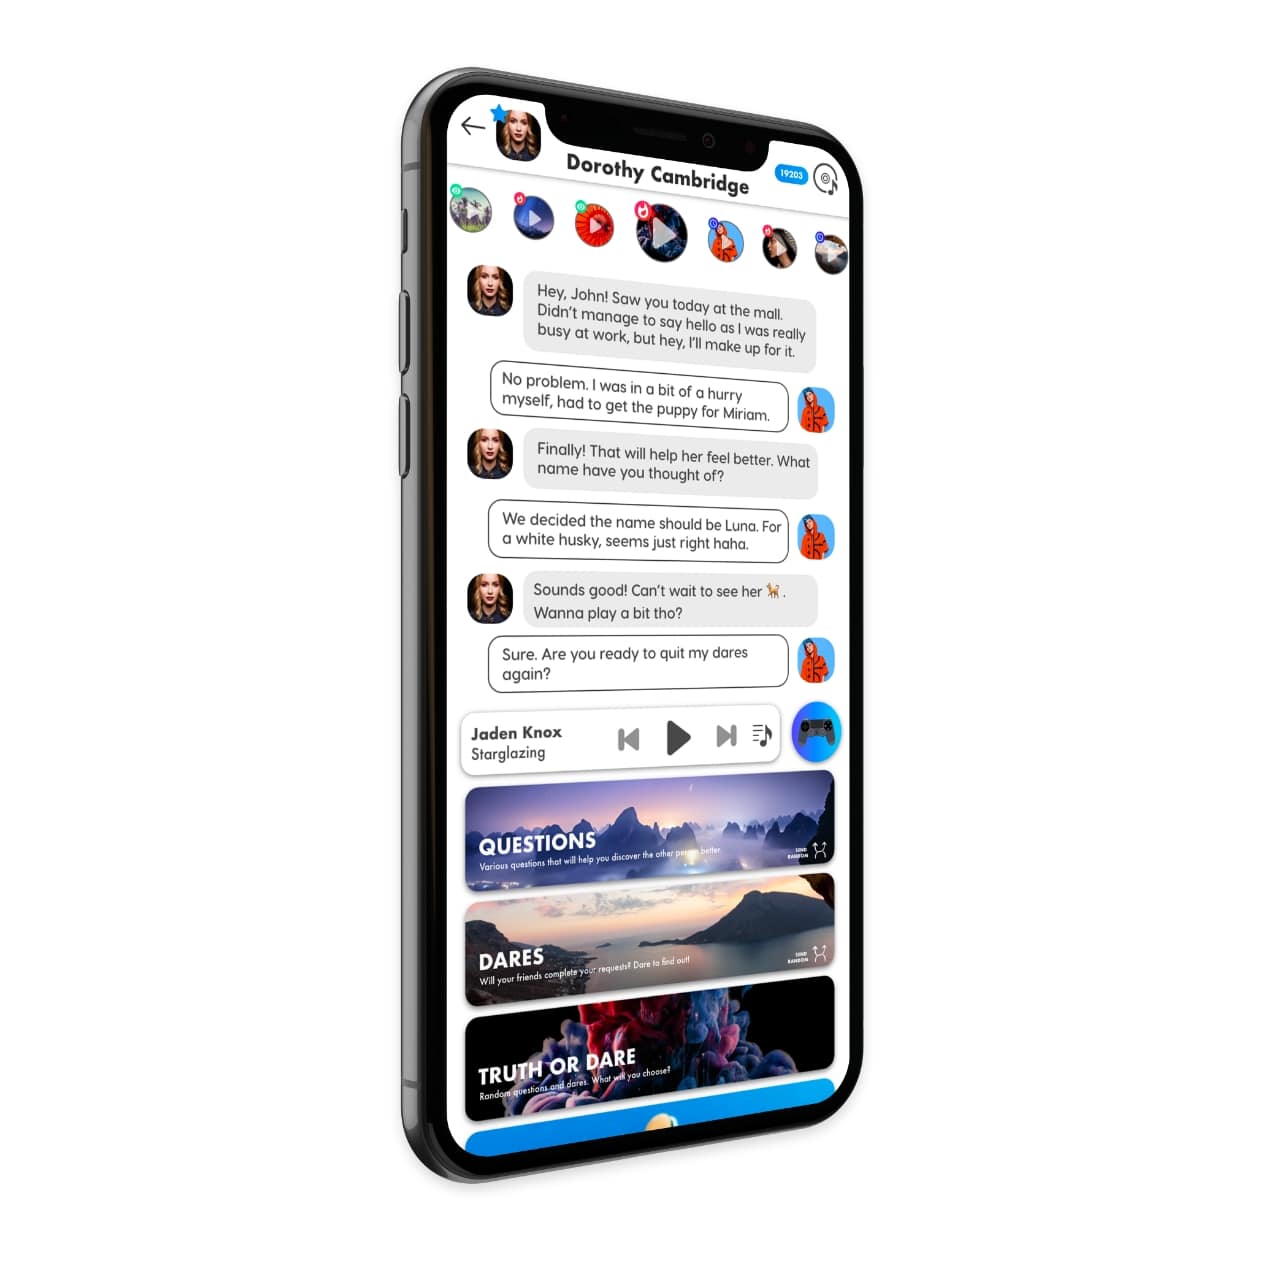 Dorothy Cambridge
19203
Hey, John! Saw you today at the mall.
Didn't manage to say hello as I was really
busy at work, but hey, I'll make up for it.
No problem. I was in a bit of a hurry
myself, had to get the puppy for Miriam.
Finally! That will help her feel better. What
name have you thought of?
We decided the name should be Luna. For
a white husky, seems just right haha.
Sounds good! Can't wait to see her 🐕.
Wanna play a bit tho?
Sure. Are you ready to quit my dares
again?
Jaden Knox
Starglazing
QUESTIONS
Various questions that will help you discover the other person better.
SEND
RANDOM
DARES
Will your friends complete your requests? Dare to find out!
SEND
RANDOM
TRUTH OR DARE
Random questions and dares. What will you choose?